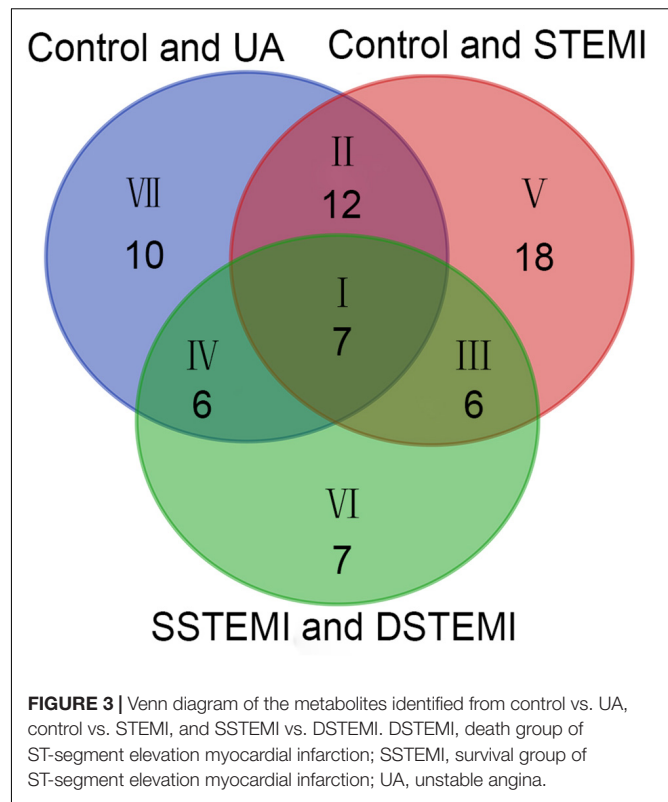 Control and UA
Control and STEMI
II
12
VII
10
V
18
I
7
IV
6
III
6
VI
7
SSTEMI and DSTEMI
FIGURE 3 | Venn diagram of the metabolites identified from control vs. UA,
control vs. STEMI, and SSTEMI vs. DSTEMI. DSTEMI, death group of
ST-segment elevation myocardial infarction; SSTEMI, survival group of
ST-segment elevation myocardial infarction; UA, unstable angina.